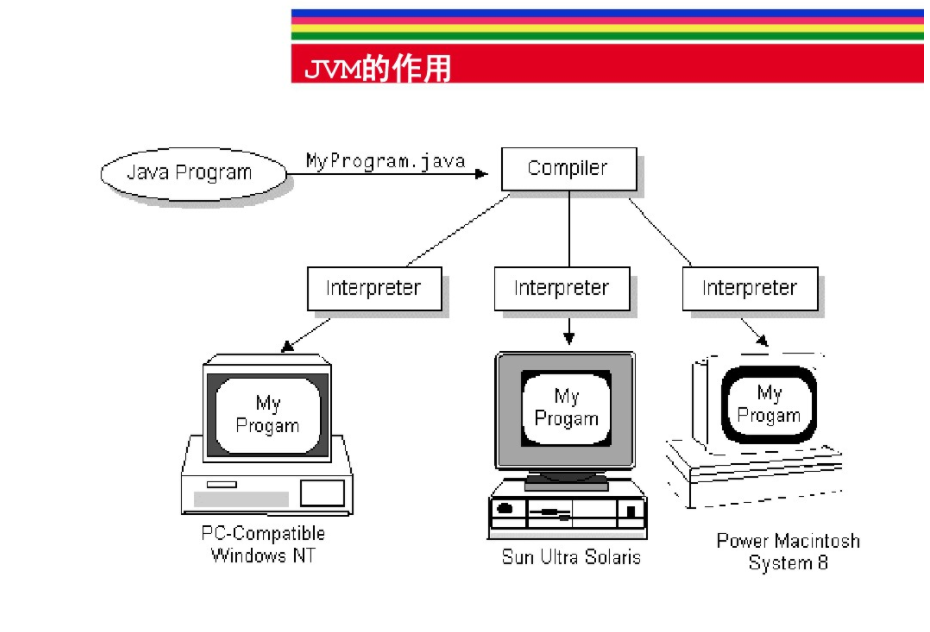 JVM的作用
Java Program
MyProgram.java
Compiler
Interpreter
Interpreter
Interpreter
My
Progam
My
Progam
My
Progam
PC-Compatible
Windows NT
Sun Ultra Solaris
Power Macintosh
System 8